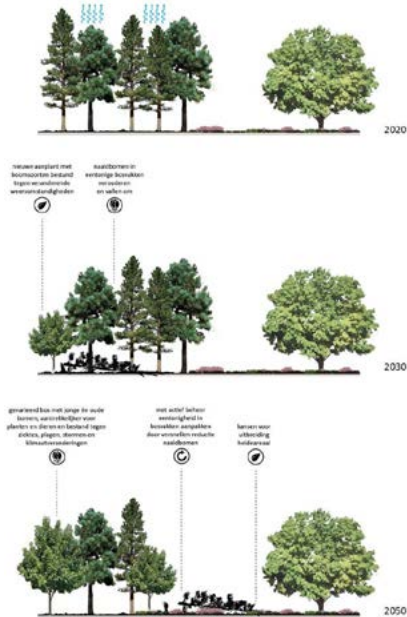 2020
nieuwe aanplant met
boomsoorten bestand
tegen veranderende
weersomstandigheden
naaldbomen in
eentonige bosvakken
verouderen
en vallen om
2030
gevarieerd bos met jonge én oude
bomen, aantrekkelijker voor
planten en dieren en bestand tegen
ziektes, plagen, stormen en
klimaatveranderingen
met actief beheer
eentonigheid in
bosvakken aanpakken
door versnellen reductie
naaldbomen
kansen voor
uitbreiding
heideareaal
2050